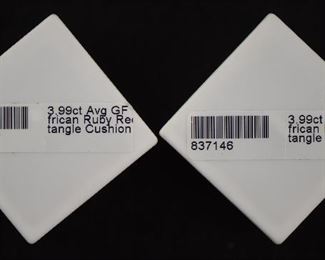 3.99ct Avg GF
frican Ruby Rec
tangle Cushion
837146
3.99ct
frican
tangle